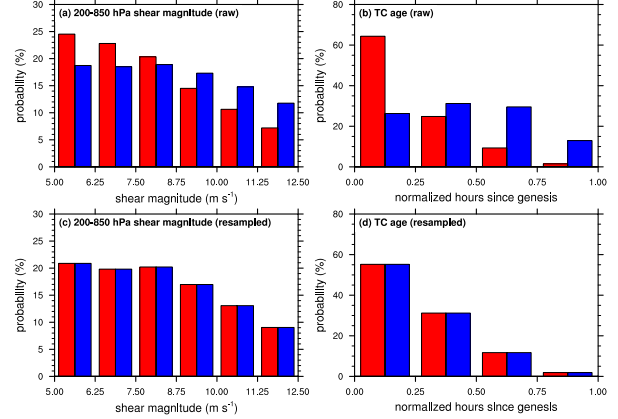 (a) 200-850 hPa shear magnitude (raw)
probability (%)
30
25
20
15
10
5
0
5.00 6.25 7.50 8.75 10.00 11.25 12.50
shear magnitude (m s⁻¹)
(b) TC age (raw)
probability (%)
80
60
40
20
0
0.00 0.25 0.50 0.75 1.00
normalized hours since genesis
(c) 200-850 hPa shear magnitude (resampled)
probability (%)
30
25
20
15
10
5
0
5.00 6.25 7.50 8.75 10.00 11.25 12.50
shear magnitude (m s⁻¹)
(d) TC age (resampled)
probability (%)
80
60
40
20
0
0.00 0.25 0.50 0.75 1.00
normalized hours since genesis